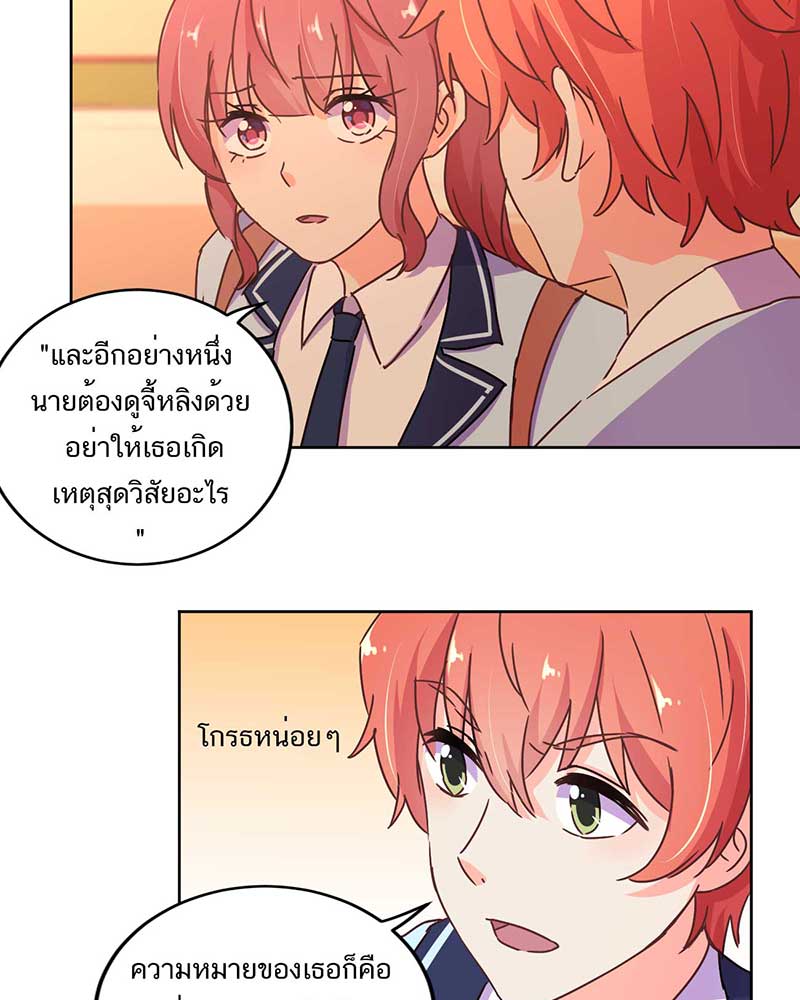 "และอีกอย่างหนึ่ง
นายต้องดูจี้หลิงด้วย
อย่าให้เธอเกิด
เหตุสุดวิสัยอะไร
"
โกรธหน่อยๆ
ความหมายของเธอก็คือ